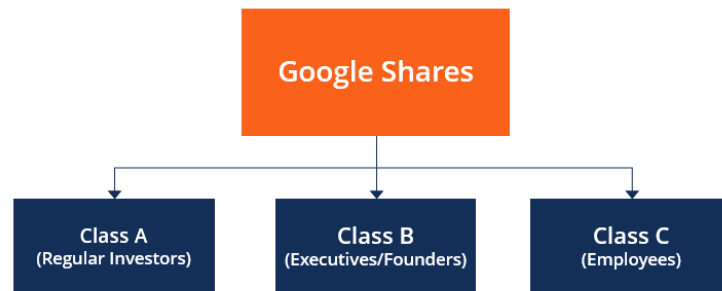 Google Shares
Class A
(Regular Investors)
Class B
(Executives/Founders)
Class C
(Employees)